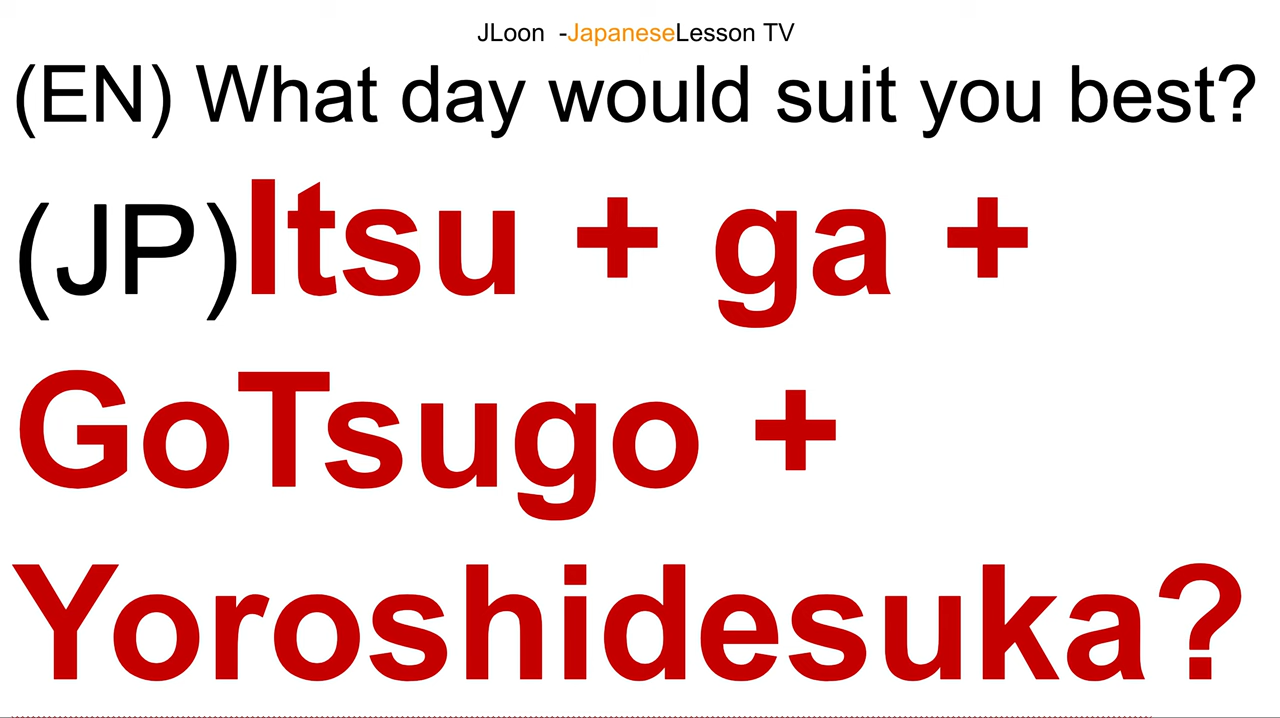 JLoon -JapaneseLesson TV
(EN) What day would suit you best?
(JP)Itsu + ga +
GoTsugo +
Yoroshidesuka?